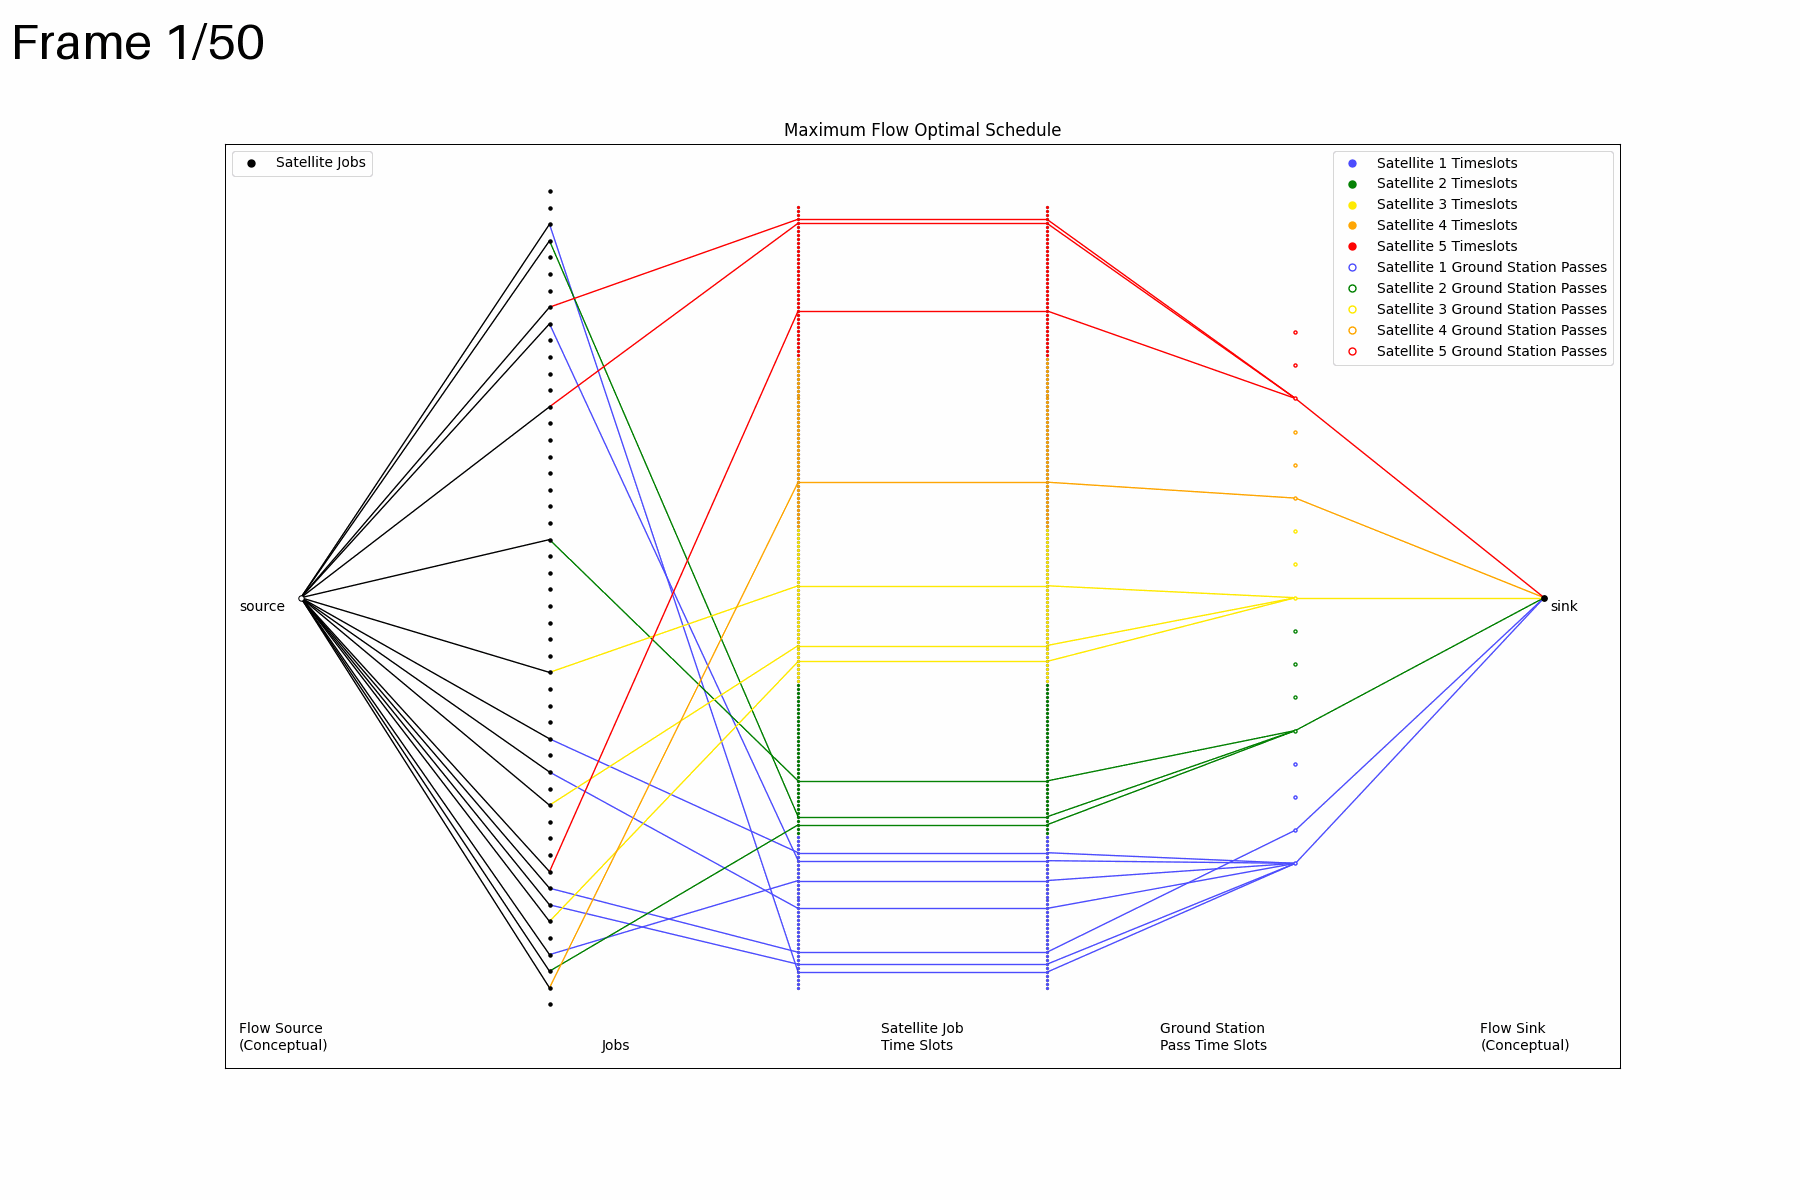 Frame 1/50
Maximum Flow Optimal Schedule
Satellite Jobs
Satellite 1 Timeslots
Satellite 2 Timeslots
Satellite 3 Timeslots
Satellite 4 Timeslots
Satellite 5 Timeslots
Satellite 1 Ground Station Passes
Satellite 2 Ground Station Passes
Satellite 3 Ground Station Passes
Satellite 4 Ground Station Passes
Satellite 5 Ground Station Passes
source
sink
Flow Source
(Conceptual)
Jobs
Satellite Job
Time Slots
Ground Station
Pass Time Slots
Flow Sink
(Conceptual)